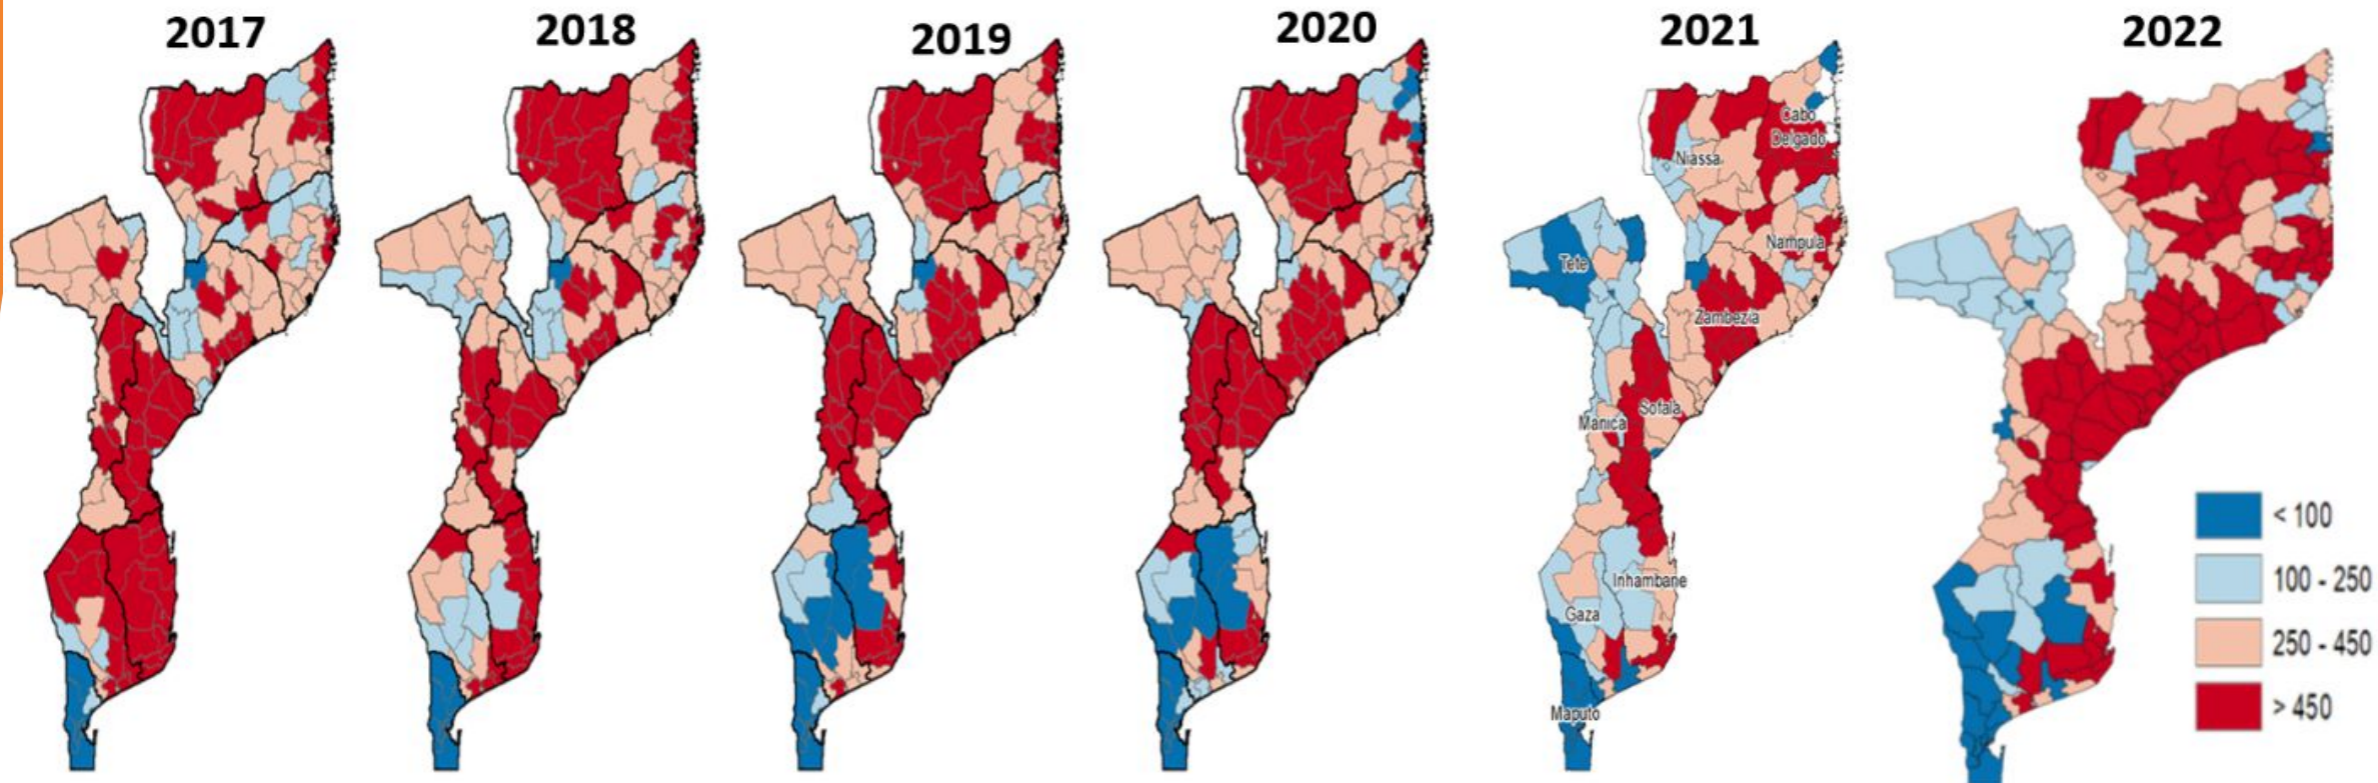 2017
2018
2019
2020
2021
2022
Cabo
Delgado
Niassa
Nampula
Tete
Zambezia
Sofala
Manica
Inhambane
Gaza
Maputo
< 100
100 - 250
250 - 450
> 450